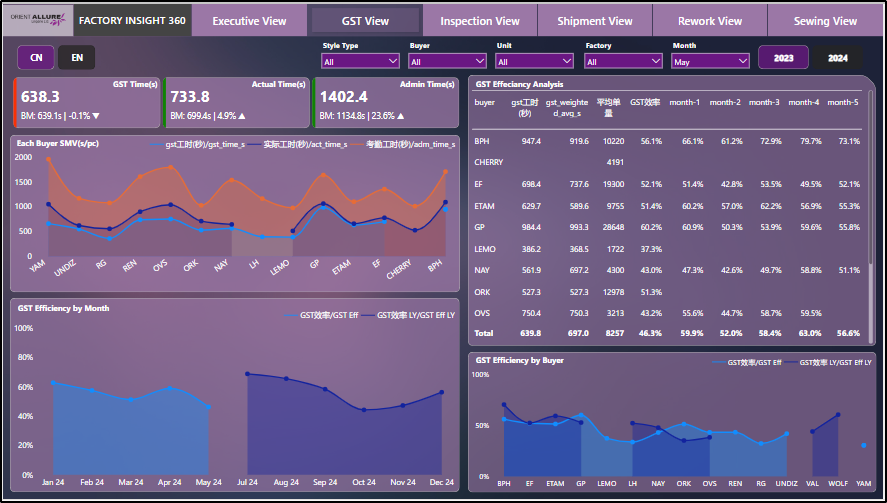 ORENT ALLURE
FACTORY INSIGHT 360
Executive View
GST View
Inspection View
Shipment View
Rework View
Sewing View
CN
EN
Style Type
All
Buyer
All
Unit
All
Factory
All
Month
May
2023
2024
GST Time(s)
638.3
BM: 639.1s | -0.1% ▼
Actual Time(s)
733.8
BM: 699.4s | 4.9% ▲
Admin Time(s)
1402.4
BM: 1134.8s | 23.6% ▲
Each Buyer SMV(s/pc)
gst工时(秒)/gst_time_s
实际工时(秒)/act_time_s
考勤工时(秒)/adm_time_s
2000
1500
1000
500
0
YAM UNDIZ RG REN OVS ORK NAY LH LEMO GP ETAM EF CHERRY BPH
GST Efficiency by Month
GST效率/GST Eff
GST效率 LY/GST Eff LY
100%
80%
60%
40%
20%
0%
Jan 24 Feb 24 Mar 24 Apr 24 May 24 Jul 24 Aug 24 Sep 24 Oct 24 Nov 24 Dec 24
GST Effeciancy Analysis
buyer gst工时(秒) gst_weighted_avg_s 平均单量 GST效率 month-1 month-2 month-3 month-4 month-5
BPH 947.4 919.6 10220 56.1% 66.1% 61.2% 72.9% 79.7% 73.1%
CHERRY 4191
EF 698.4 737.6 19300 52.1% 51.4% 42.8% 53.5% 49.5% 52.1%
ETAM 629.7 589.6 9755 51.4% 60.2% 57.0% 62.2% 56.9% 55.3%
GP 984.4 993.3 28648 60.2% 60.9% 50.3% 53.9% 59.6% 55.8%
LEMO 386.2 368.5 1722 37.3%
NAY 561.9 697.2 4300 43.0% 47.3% 42.6% 49.7% 58.8% 51.1%
ORK 527.3 527.3 12978 51.3%
OVS 750.4 750.3 3213 43.2% 55.6% 44.7% 58.7% 59.5%
Total 639.8 697.0 8257 46.3% 59.9% 52.0% 58.4% 63.0% 56.6%
GST Efficiency by Buyer
GST效率/GST Eff
GST效率 LY/GST Eff LY
100%
50%
0%
BPH EF ETAM GP LEMO LH NAY ORK OVS REN RG UNDIZ VAL WOLF YAM